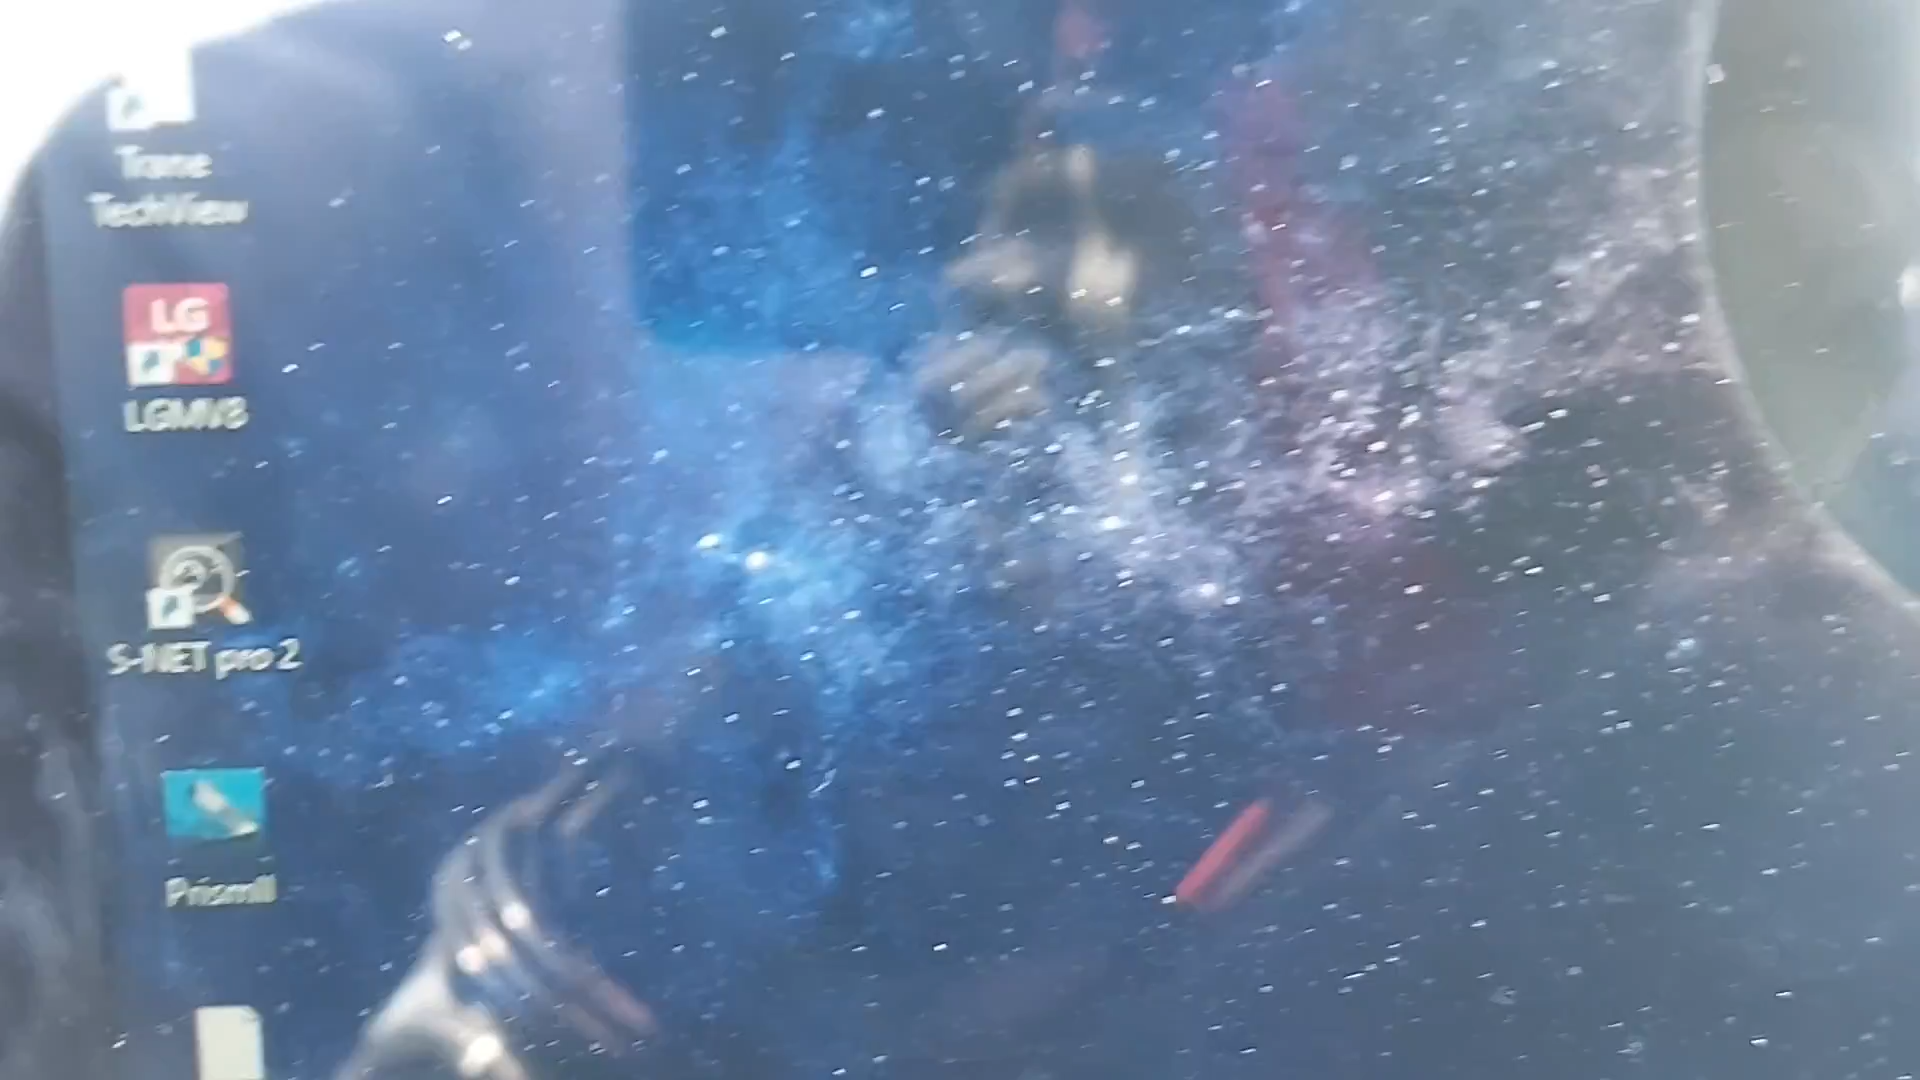 Trane
TechView
LG
LGMV8
S-NET pro 2
PrismII